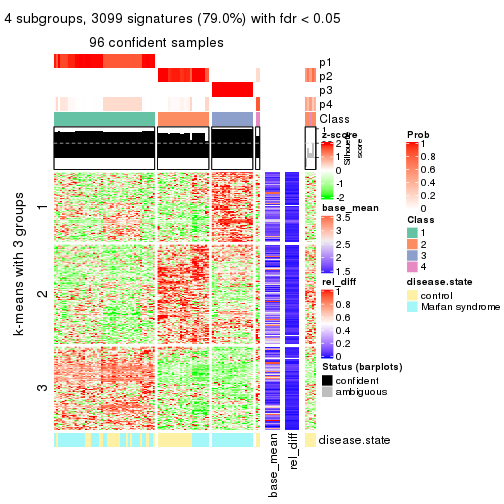 4 subgroups, 3099 signatures (79.0%) with fdr < 0.05
96 confident samples
p1
p2
p3
p4
Class
1
Silhouette
score
k-means with 3 groups
1
2
3
z-score
2
1
0
-1
-2
base_mean
3.5
3
2.5
2
1.5
rel_diff
1
0.8
0.6
0.4
0.2
0
Status (barplots)
confident
ambiguous
Prob
1
0.8
0.6
0.4
0.2
0
Class
1
2
3
4
disease.state
control
Marfan syndrome
disease.state
base_mean
rel_diff